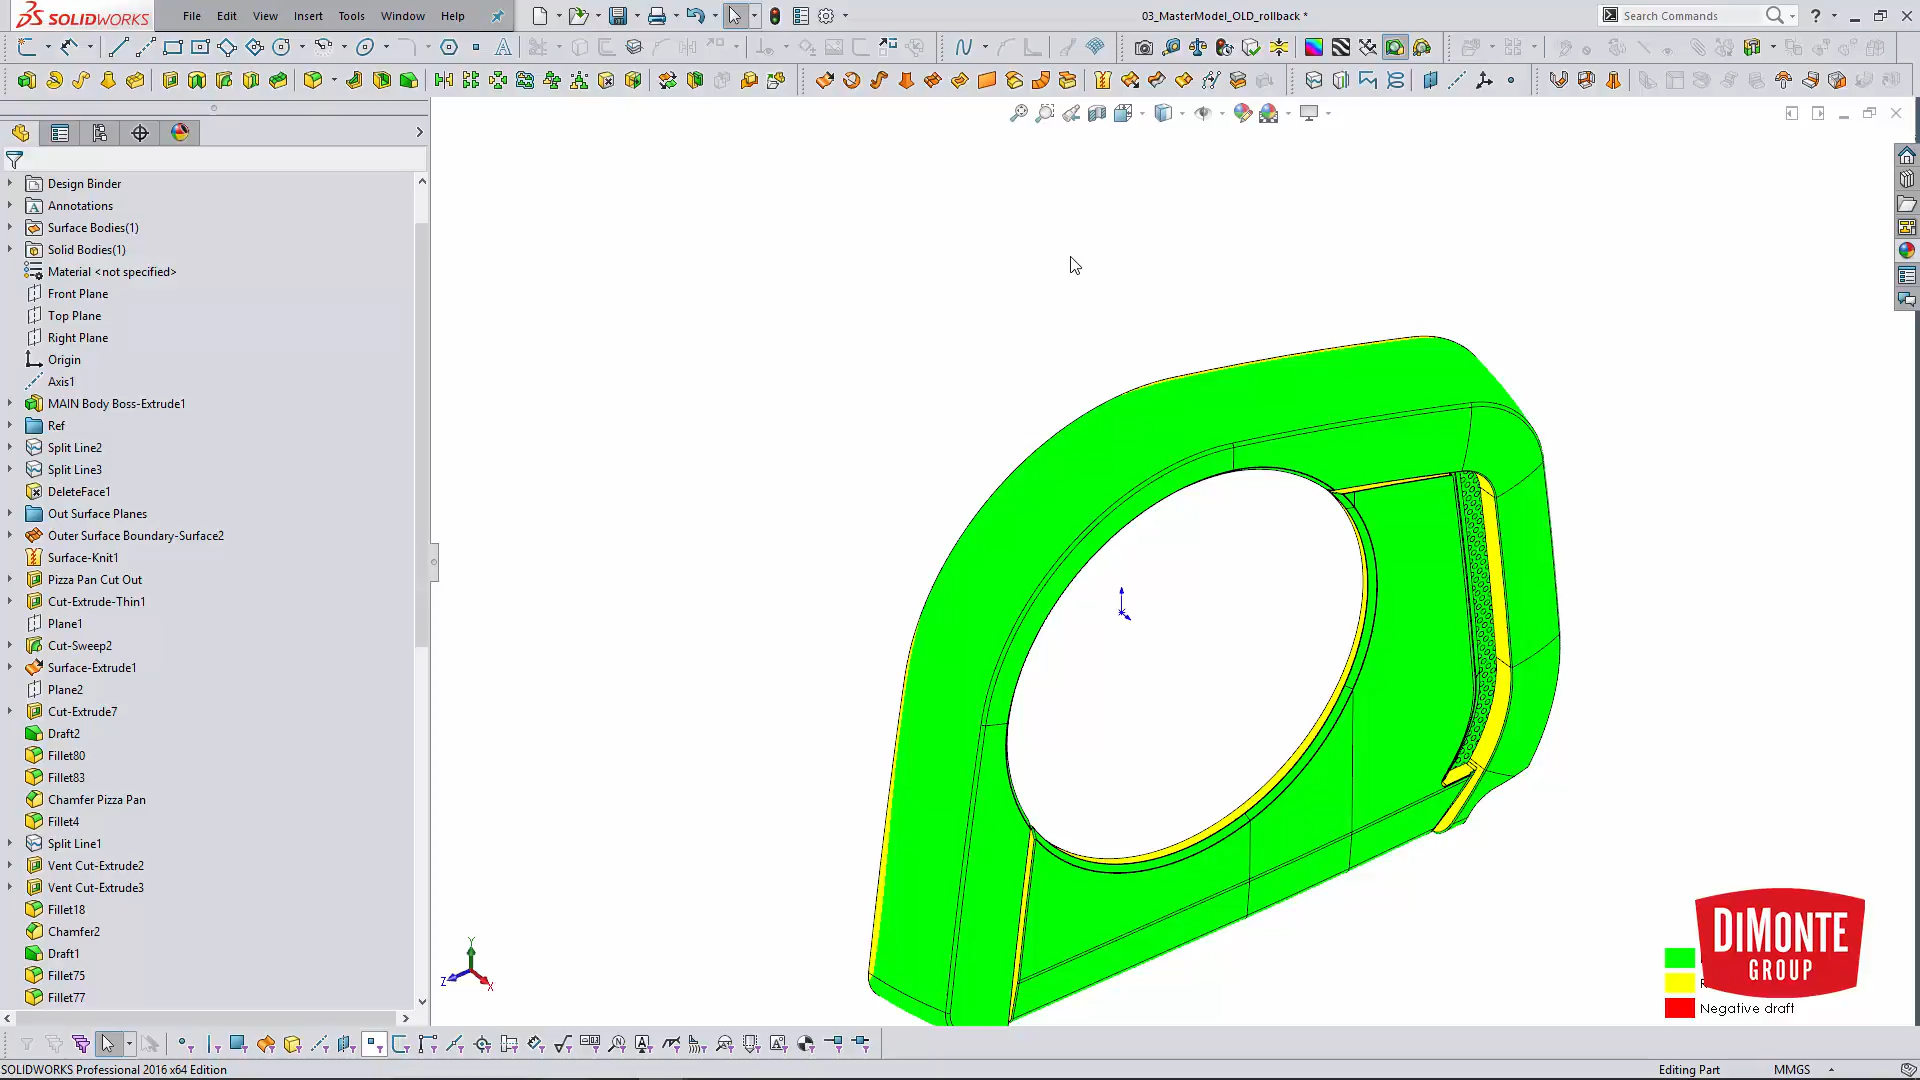 SOLIDWORKS
File Edit View Insert Tools Window Help
03_MasterModel_OLD_rollback *
Search Commands
Design Binder
Annotations
Surface Bodies(1)
Solid Bodies(1)
Material <not specified>
Front Plane
Top Plane
Right Plane
Origin
Axis1
MAIN Body Boss-Extrude1
Ref
Split Line2
Split Line3
DeleteFace1
Out Surface Planes
Outer Surface Boundary-Surface2
Surface-Knit1
Pizza Pan Cut Out
Cut-Extrude-Thin1
Plane1
Cut-Sweep2
Surface-Extrude1
Plane2
Cut-Extrude7
Draft2
Fillet80
Fillet83
Chamfer Pizza Pan
Fillet4
Split Line1
Vent Cut-Extrude2
Vent Cut-Extrude3
Fillet18
Chamfer2
Draft1
Fillet75
Fillet77
Y
Z
X
DIMONTE
GROUP
Negative draft
SOLIDWORKS Professional 2016 x64 Edition
Editing Part
MMGS